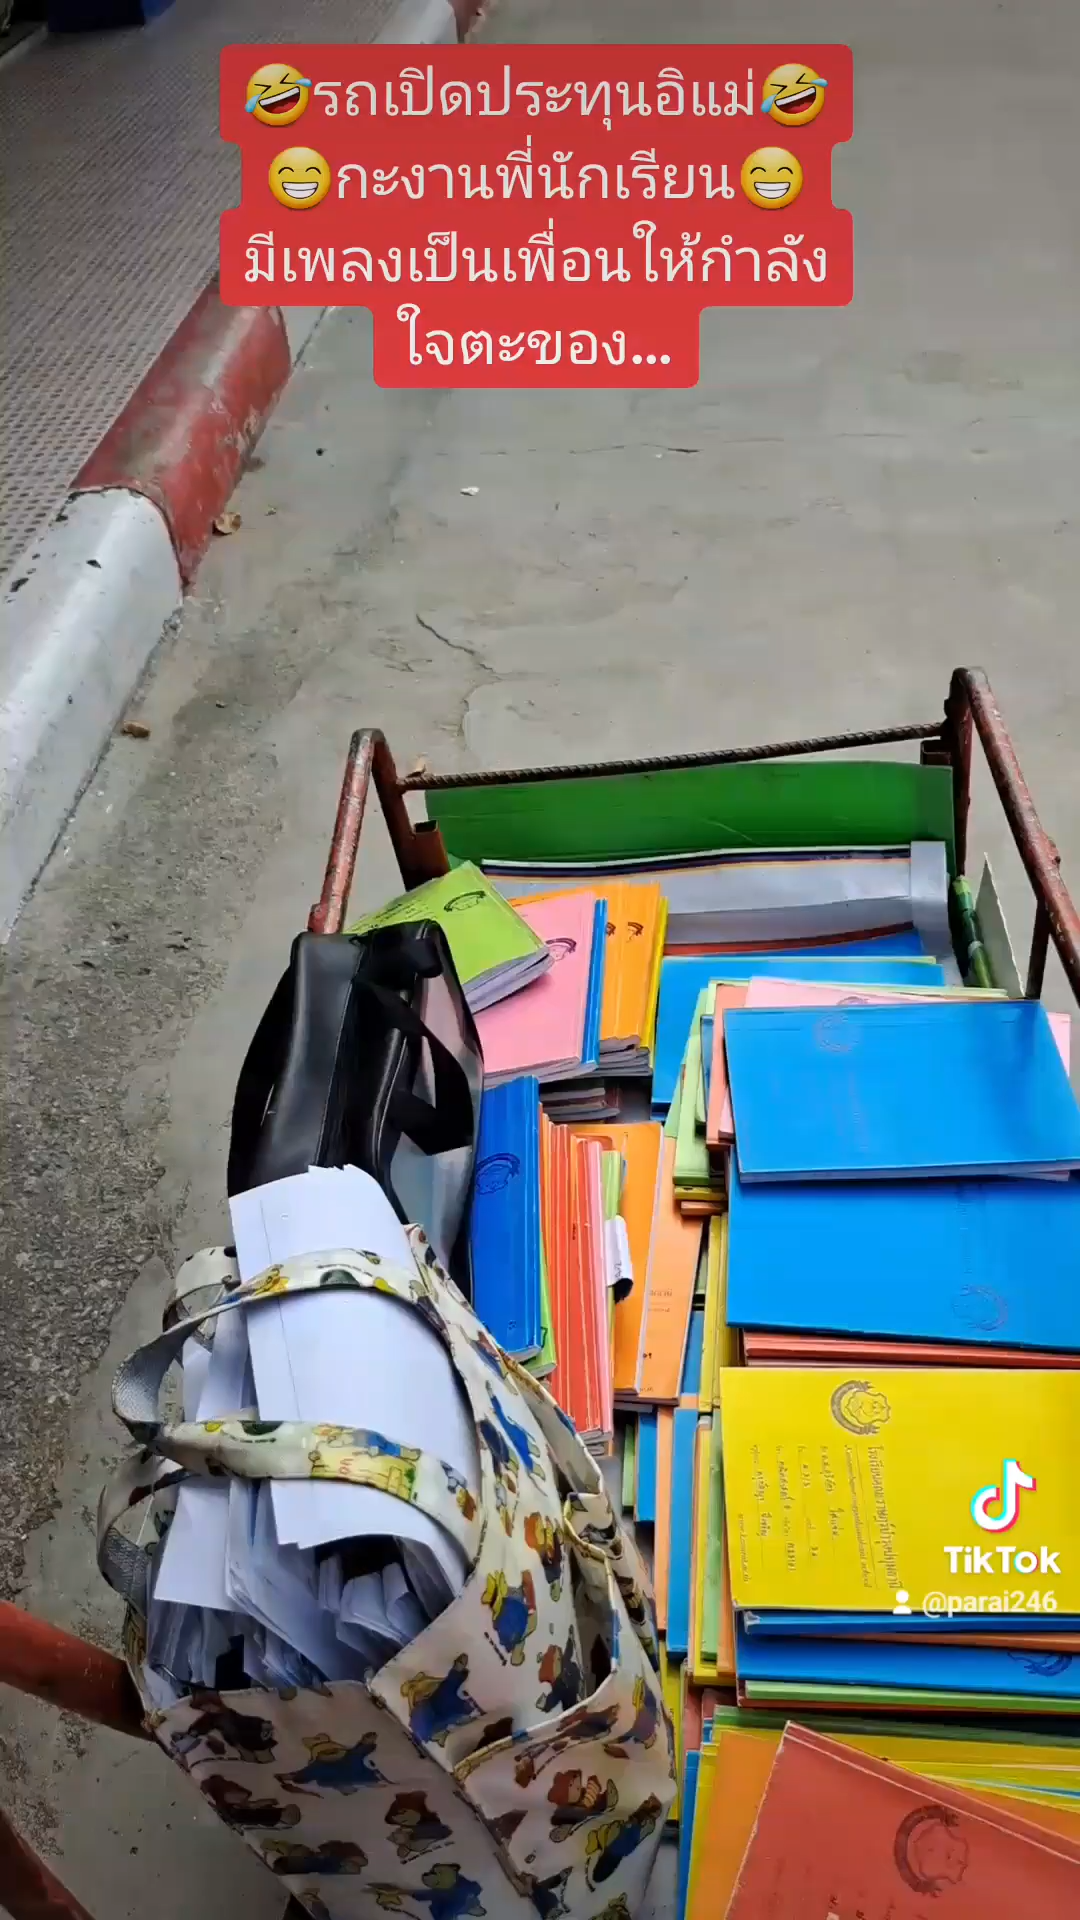 🤣รถเปิดประทุนอิแม่🤣
😁กะงานพี่นักเรียน😁
มีเพลงเป็นเพื่อนให้กำลัง
ใจตะของ...
TikTok
@parai246